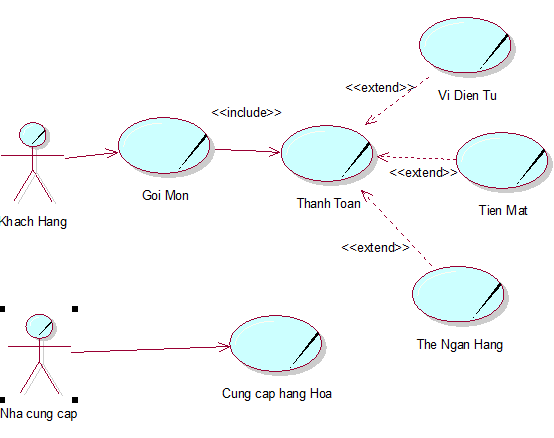 <<extend>>
Vi Dien Tu
<<include>>
Goi Mon
Thanh Toan
<<extend>>
Tien Mat
Khach Hang
<<extend>>
The Ngan Hang
Cung cap hang Hoa
Nha cung cap